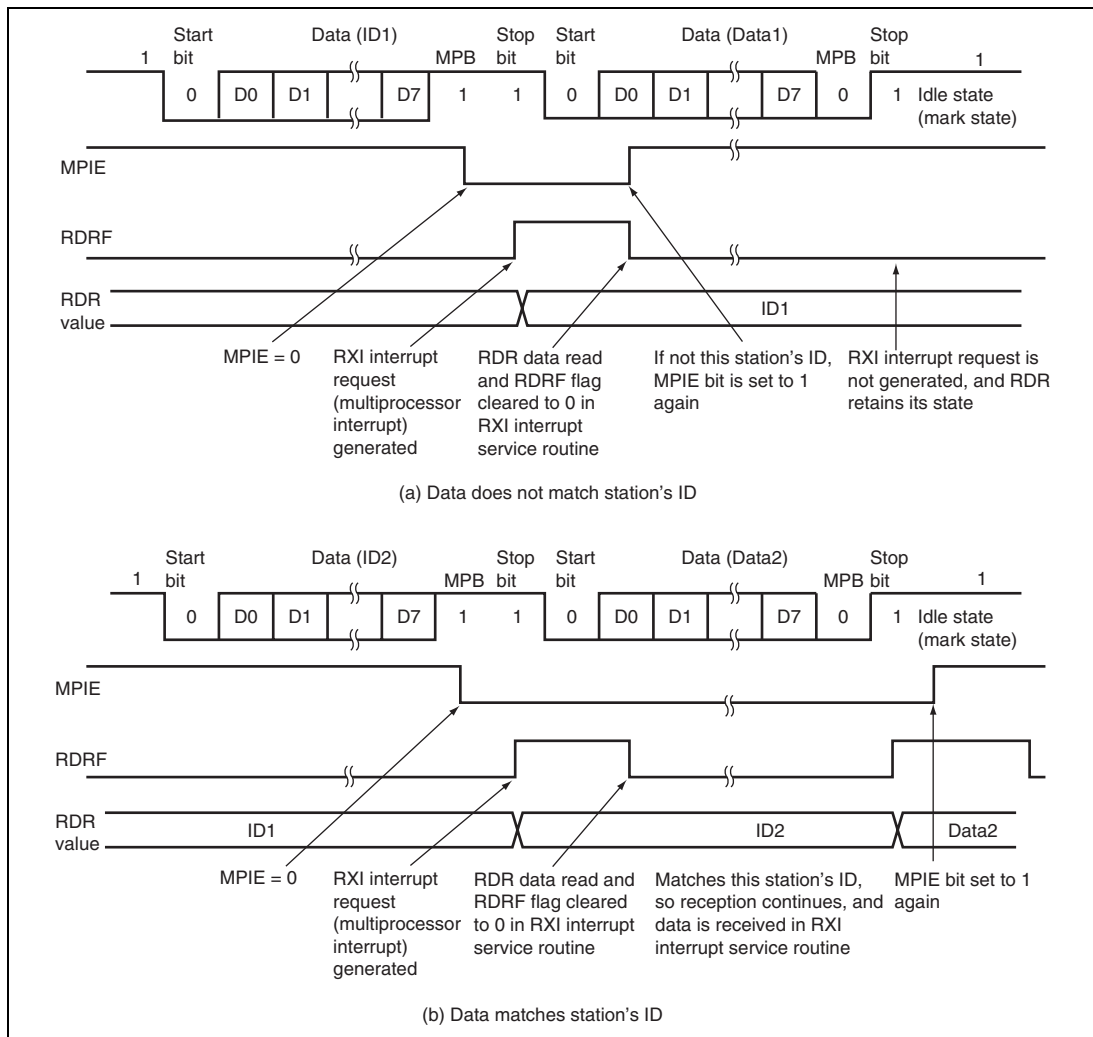 Start
bit
Data (ID1)
Stop
bit
Start
bit
Data (Data1)
Stop
bit
1
MPB
MPB
1
0 D0 D1 D7 1 1 0 D0 D1 D7 0 1 Idle state
(mark state)
MPIE
RDRF
RDR
value
ID1
MPIE = 0
RXI interrupt
request
(multiprocessor
interrupt)
generated
RDR data read
and RDRF flag
cleared to 0 in
RXI interrupt
service routine
If not this station's ID,
MPIE bit is set to 1
again
RXI interrupt request is
not generated, and RDR
retains its state
(a) Data does not match station's ID
Start
bit
Data (ID2)
Stop
bit
Start
bit
Data (Data2)
Stop
bit
1
MPB
MPB
1
0 D0 D1 D7 1 1 0 D0 D1 D7 0 1 Idle state
(mark state)
MPIE
RDRF
RDR
value
ID1
ID2
Data2
MPIE = 0
RXI interrupt
request
(multiprocessor
interrupt)
generated
RDR data read and
RDRF flag cleared
to 0 in RXI interrupt
service routine
Matches this station's ID,
so reception continues, and
data is received in RXI
interrupt service routine
MPIE bit set to 1
again
(b) Data matches station's ID